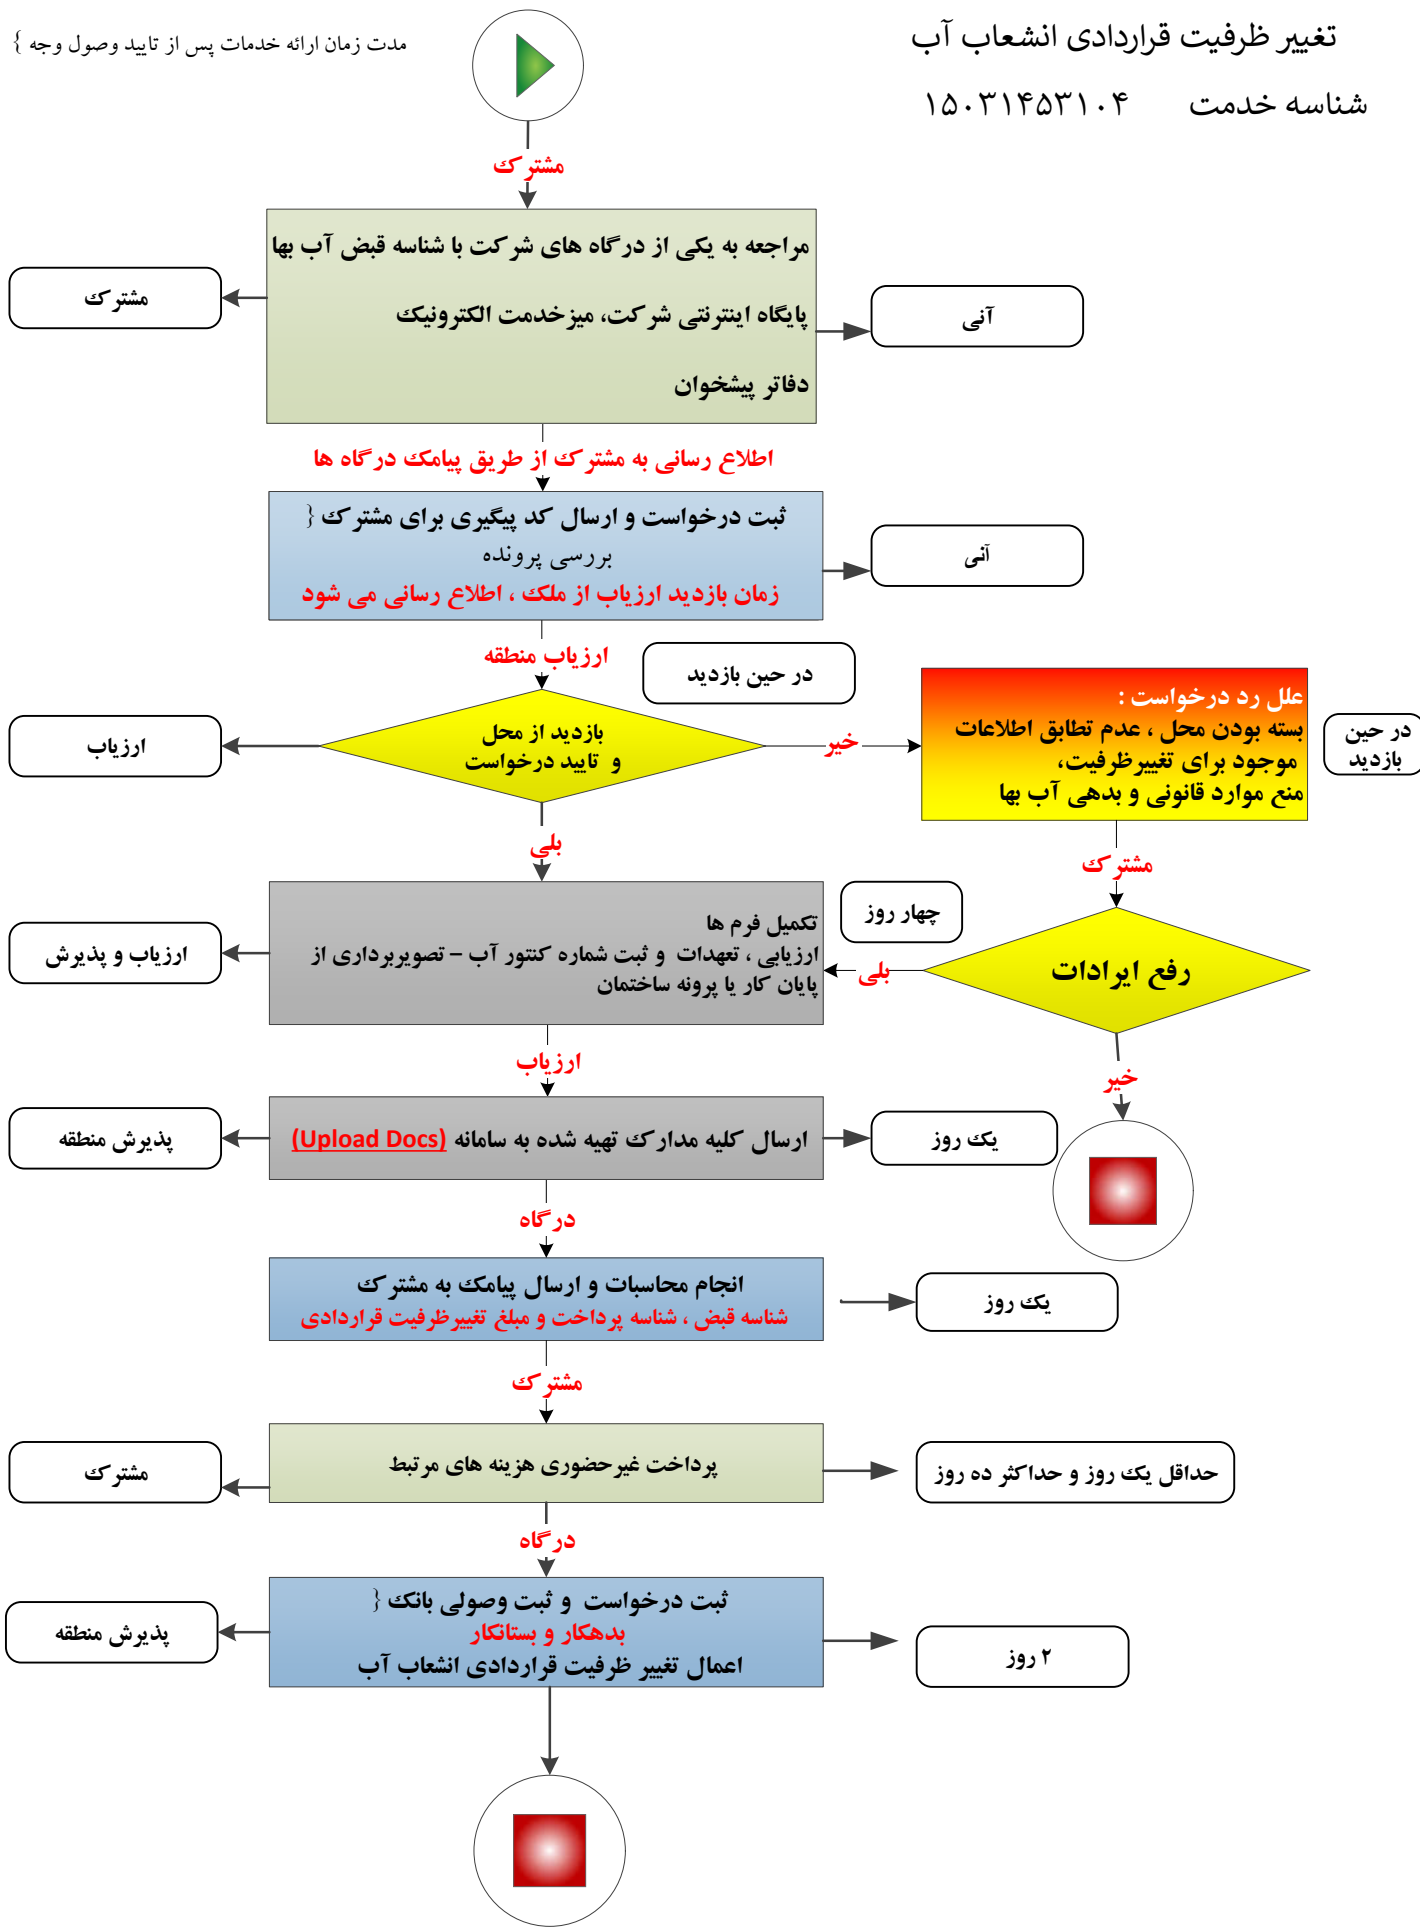 تغییر ظرفیت قراردادی انشعاب آب
شناسه خدمت ۱۵۰۳۱۴۵۳۱۰۴
مدت زمان ارائه خدمات پس از تایید وصول وجه }
مشترک
مراجعه به یکی از درگاه های شرکت با شناسه قبض آب بها
پایگاه اینترنتی شرکت، میزخدمت الکترونیک
دفاتر پیشخوان
مشترک
آنی
اطلاع رسانی به مشترک از طریق پیامک درگاه ها
ثبت درخواست و ارسال کد پیگیری برای مشترک {
بررسی پرونده
زمان بازدید ارزیاب از ملک ، اطلاع رسانی می شود
آنی
ارزیاب منطقه
در حین بازدید
بازدید از محل
و تایید درخواست
ارزیاب
خیر
علل رد درخواست :
بسته بودن محل ، عدم تطابق اطلاعات
موجود برای تغییرظرفیت،
منع موارد قانونی و بدهی آب بها
در حین
بازدید
بلی
مشترک
تکمیل فرم ها
ارزیابی ، تعهدات و ثبت شماره کنتور آب – تصویربرداری از
پایان کار یا پرونه ساختمان
ارزیاب و پذیرش
چهار روز
بلی
رفع ایرادات
خیر
ارزیاب
ارسال کلیه مدارک تهیه شده به سامانه (Upload Docs)
پذیرش منطقه
یک روز
درگاه
انجام محاسبات و ارسال پیامک به مشترک
شناسه قبض ، شناسه پرداخت و مبلغ تغییرظرفیت قراردادی
یک روز
مشترک
پرداخت غیرحضوری هزینه های مرتبط
مشترک
حداقل یک روز و حداکثر ده روز
درگاه
ثبت درخواست و ثبت وصولی بانک {
بدهکار و بستانکار
اعمال تغییر ظرفیت قراردادی انشعاب آب
پذیرش منطقه
۲ روز